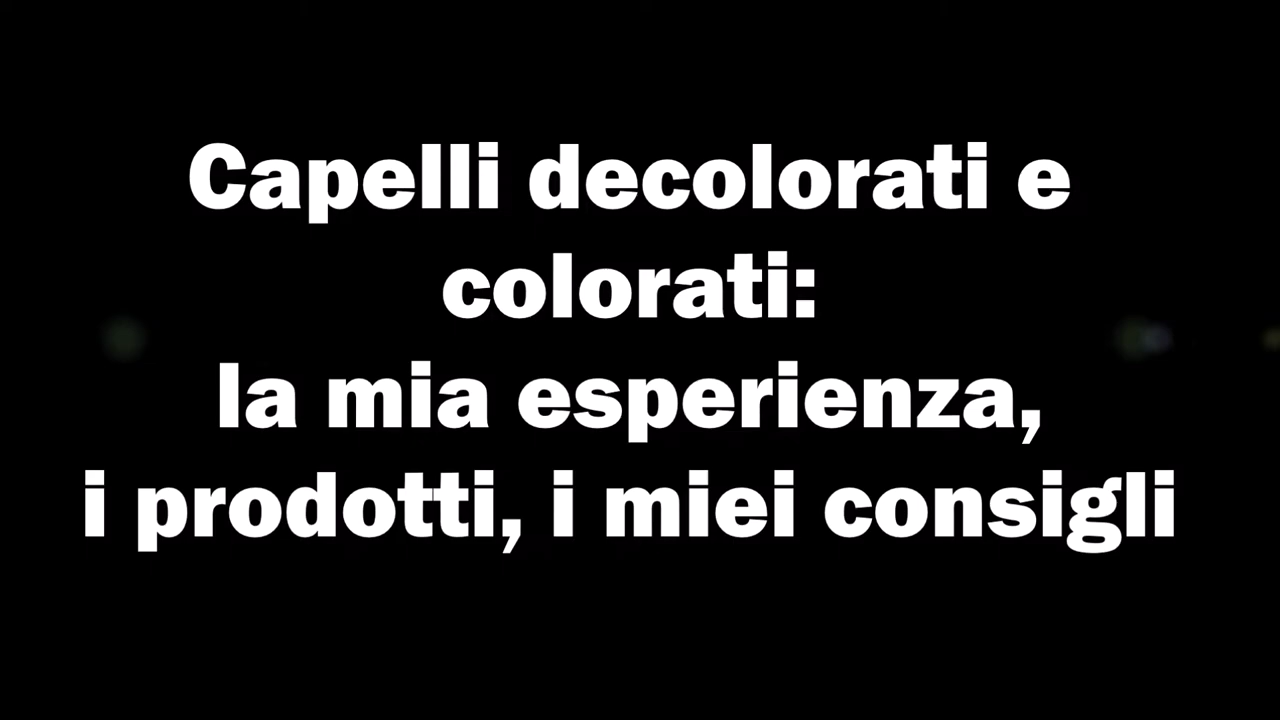 Capelli decolorati e
colorati:
la mia esperienza,
i prodotti, i miei consigli